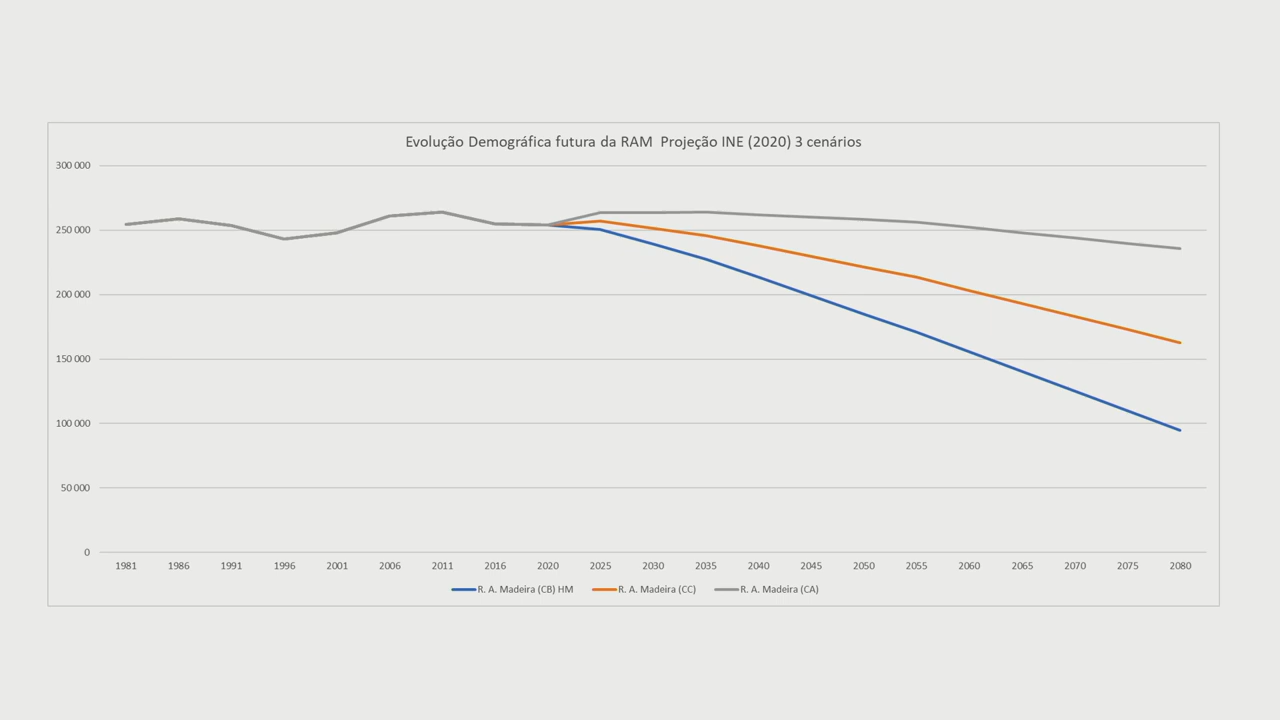 Evolução Demográfica futura da RAM  Projeção INE (2020) 3 cenários
300 000
250 000
200 000
150 000
100 000
50 000
0
1981 1986 1991 1996 2001 2006 2011 2016 2020 2025 2030 2035 2040 2045 2050 2055 2060 2065 2070 2075 2080
R. A. Madeira (CB) HM R. A. Madeira (CC) R. A. Madeira (CA)